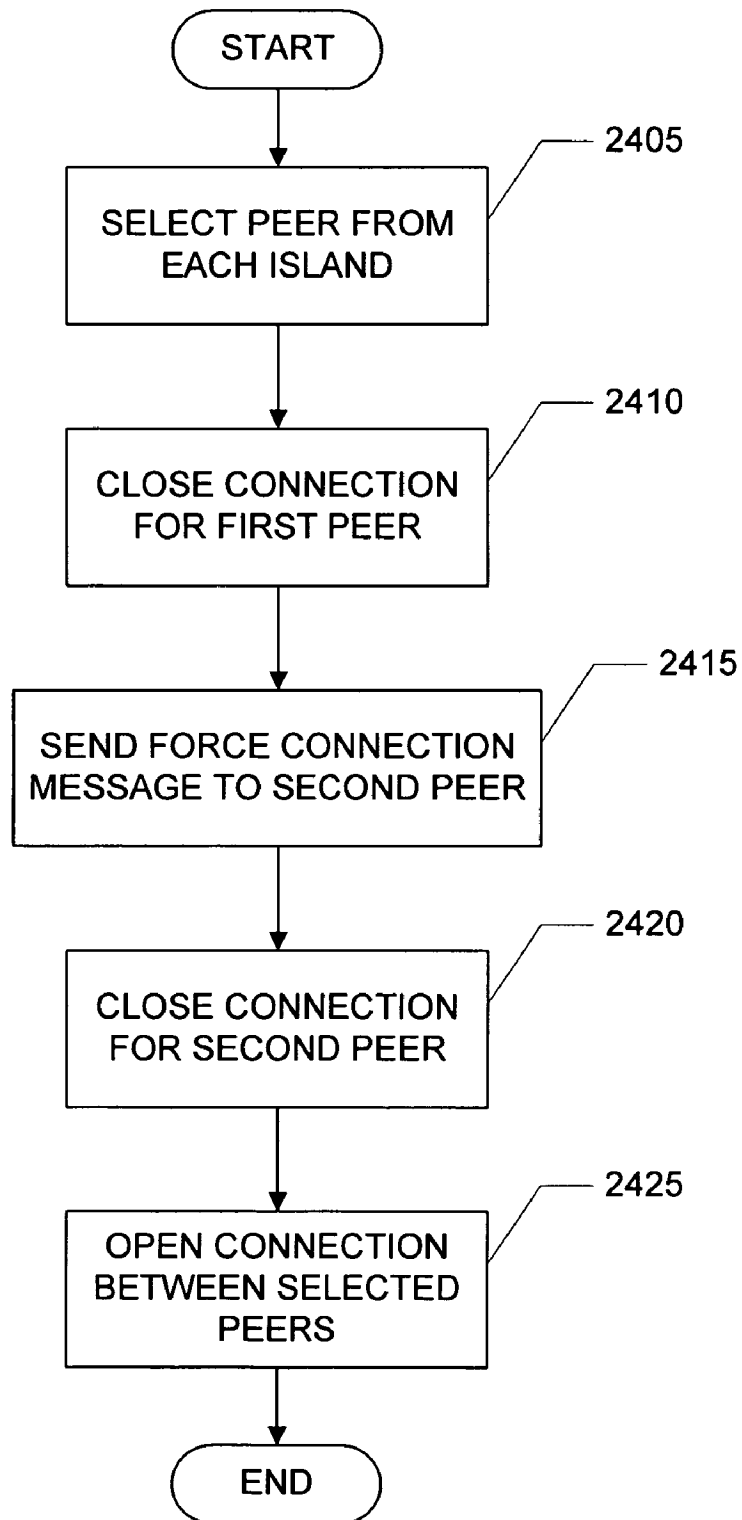 START
2405
SELECT PEER FROM
EACH ISLAND
2410
CLOSE CONNECTION
FOR FIRST PEER
2415
SEND FORCE CONNECTION
MESSAGE TO SECOND PEER
2420
CLOSE CONNECTION
FOR SECOND PEER
2425
OPEN CONNECTION
BETWEEN SELECTED
PEERS
END